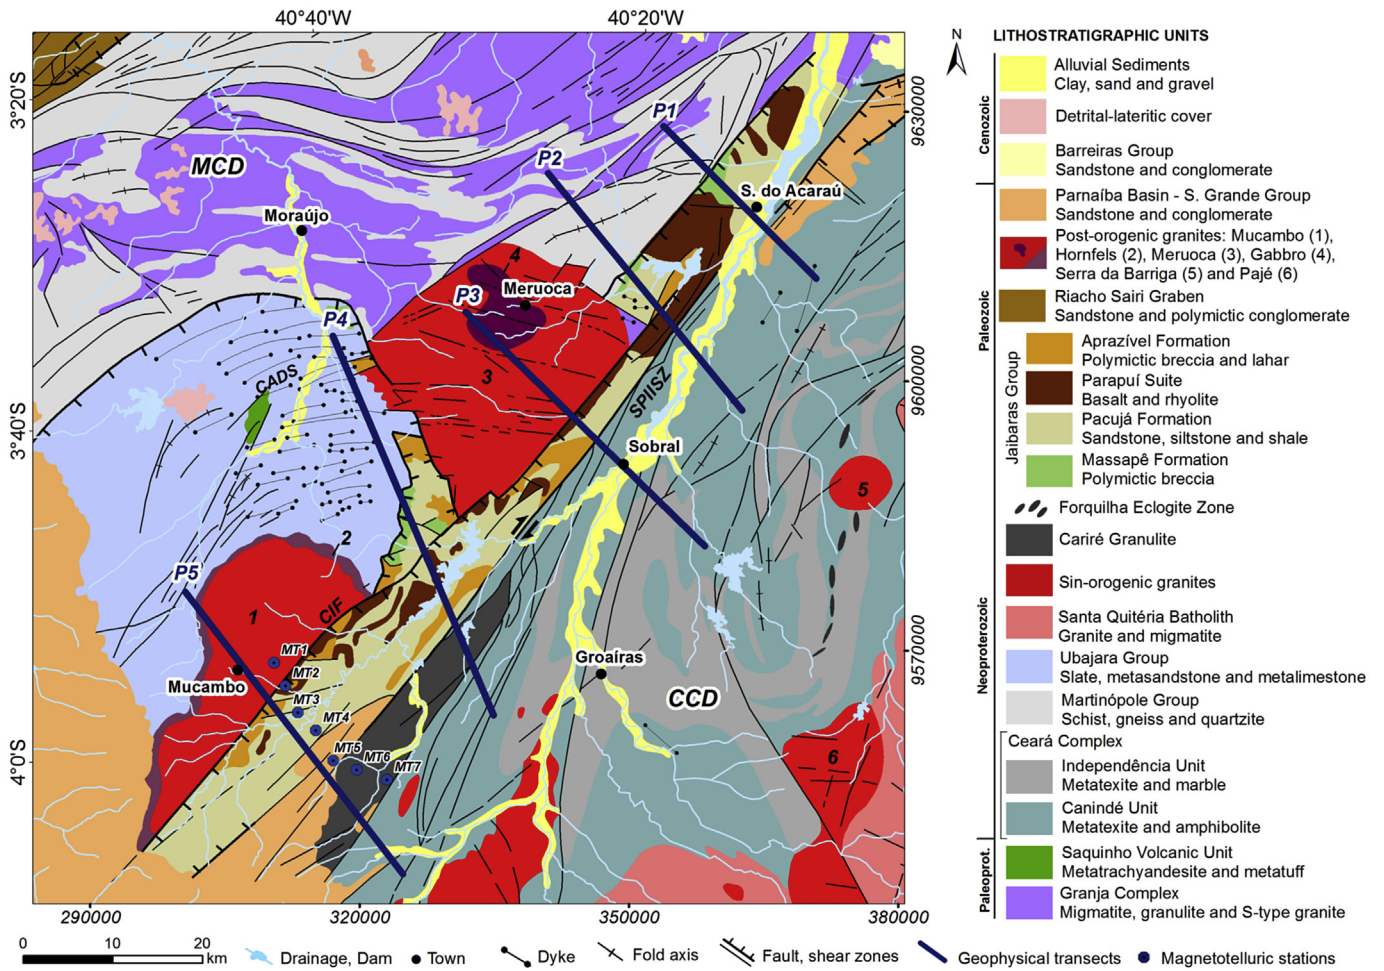 40°40'W
40°20'W
3°20'S
3°40'S
4°0'S
9630000
9600000
9570000
290000
320000
350000
380000
MCD
Moraújo
P1
P2
S. do Acaraú
4
P3
Meruoca
P4
3
CADS
SPIISZ
Sobral
5
2
P5
1
CIF
MT1
MT2
Mucambo
MT3
MT4
MT5
MT6
MT7
Groaíras
CCD
6
N
LITHOSTRATIGRAPHIC UNITS
Cenozoic
Alluvial Sediments
Clay, sand and gravel
Detrital-lateritic cover
Barreiras Group
Sandstone and conglomerate
Paleozoic
Parnaíba Basin - S. Grande Group
Sandstone and conglomerate
Post-orogenic granites: Mucambo (1),
Hornfels (2), Meruoca (3), Gabbro (4),
Serra da Barriga (5) and Pajé (6)
Riacho Sairi Graben
Sandstone and polymictic conglomerate
Jaibaras Group
Aprazível Formation
Polymictic breccia and lahar
Parapuí Suite
Basalt and rhyolite
Pacujá Formation
Sandstone, siltstone and shale
Massapê Formation
Polymictic breccia
Neoproterozoic
Forquilha Eclogite Zone
Cariré Granulite
Sin-orogenic granites
Santa Quitéria Batholith
Granite and migmatite
Ubajara Group
Slate, metasandstone and metalimestone
Martinópole Group
Schist, gneiss and quartzite
Ceará Complex
Independência Unit
Metatexite and marble
Canindé Unit
Metatexite and amphibolite
Paleoprot.
Saquinho Volcanic Unit
Metatrachyandesite and metatuff
Granja Complex
Migmatite, granulite and S-type granite
0 10 20
km
Drainage, Dam
Town
Dyke
Fold axis
Fault, shear zones
Geophysical transects
Magnetotelluric stations